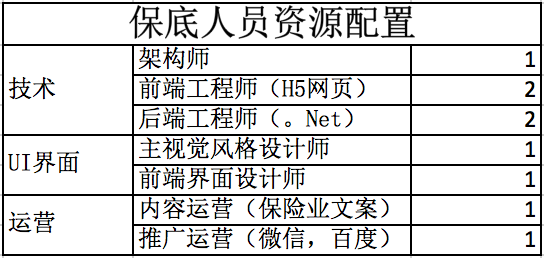 保底人员资源配置
技术 架构师 1
前端工程师（H5网页） 2
后端工程师（。Net） 2
UI界面 主视觉风格设计师 1
前端界面设计师 1
运营 内容运营（保险业文案） 1
推广运营（微信，百度） 1